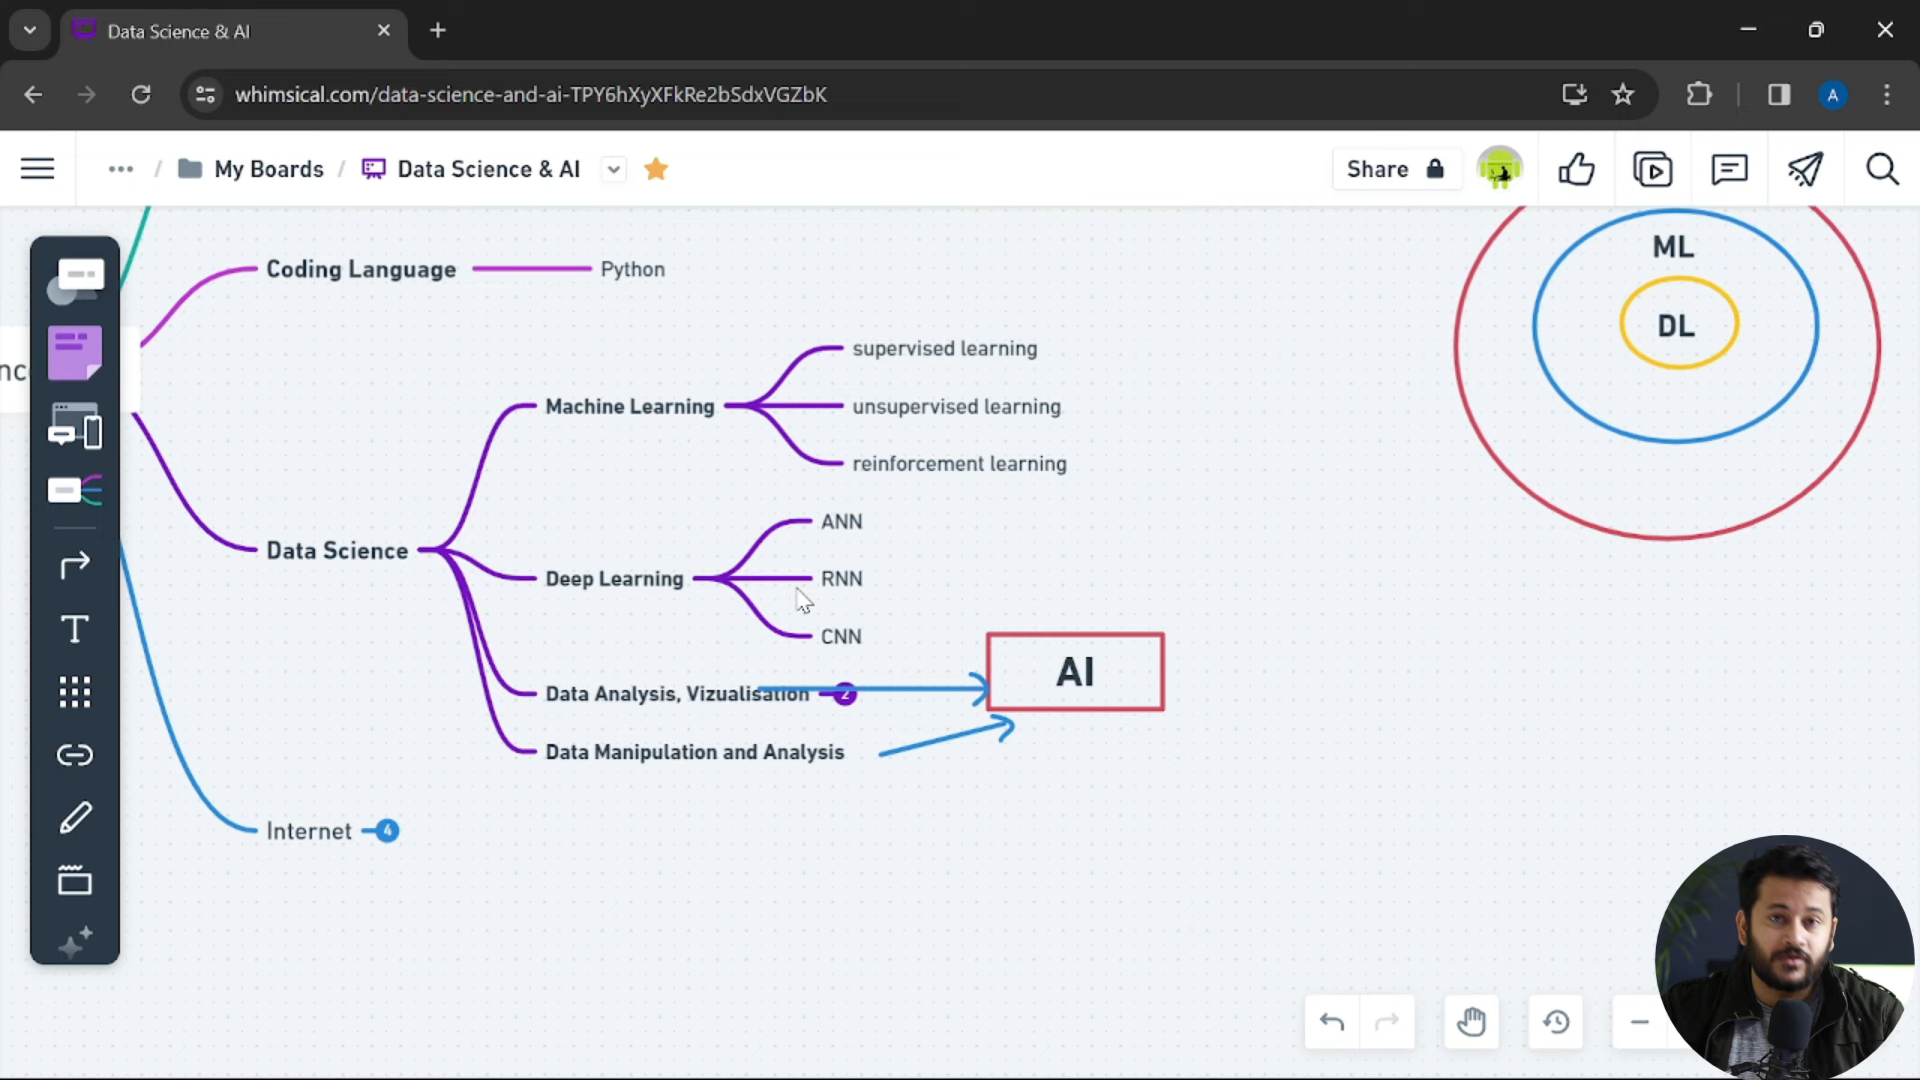 Data Science & AI
whimsical.com/data-science-and-ai-TPY6hXyXFkRe2bSdxVGZbK
A
... / My Boards / Data Science & AI
Share
Coding Language
Python
ML
DL
supervised learning
Machine Learning
unsupervised learning
reinforcement learning
ANN
Data Science
Deep Learning
RNN
CNN
AI
Data Analysis, Vizualisation
2
Data Manipulation and Analysis
Internet
4
T